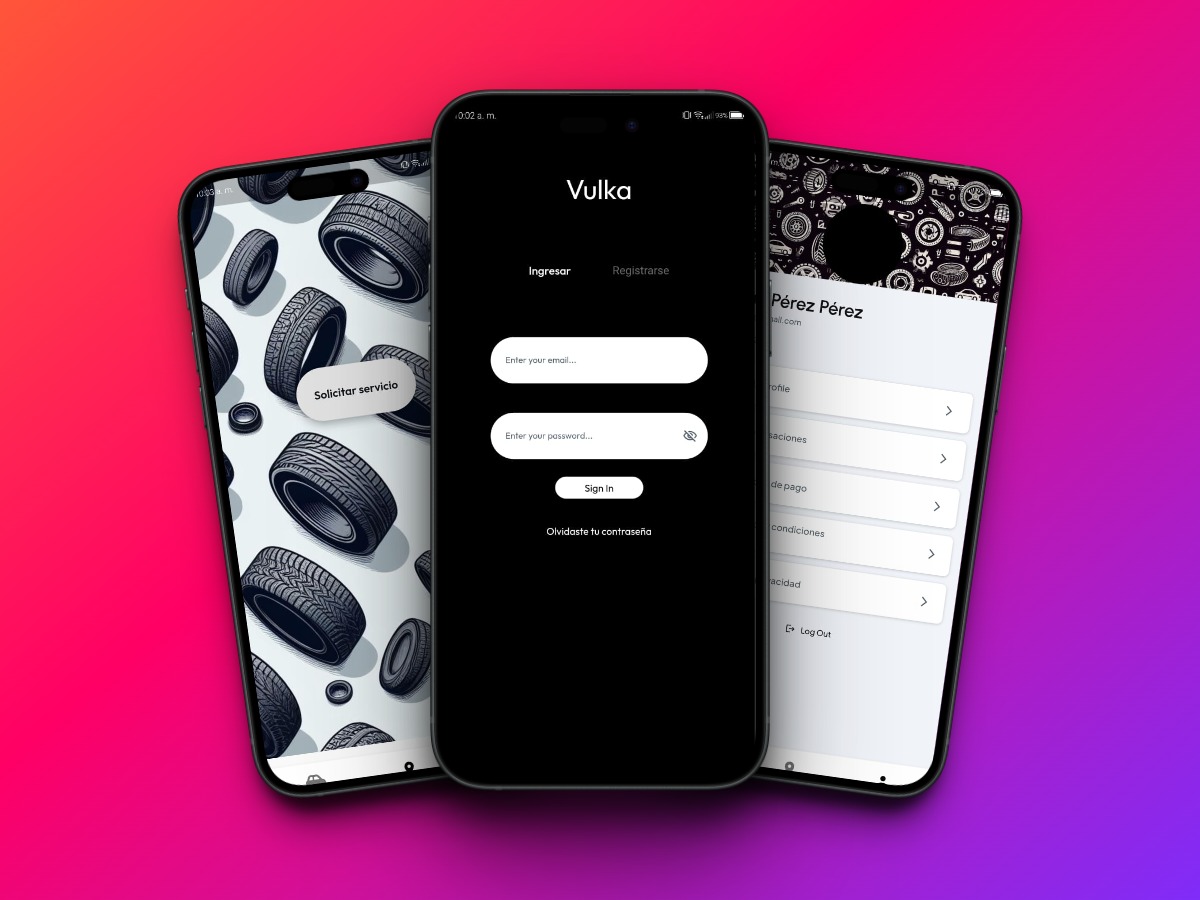 10:03 a. m.
Solicitar servicio
10:02 a. m.
93%
Vulka
Ingresar
Registrarse
Enter your email...
Enter your password...
Sign In
Olvidaste tu contraseña
Pérez Pérez
ail.com
rofile
saciones
de pago
condiciones
acidad
Log Out